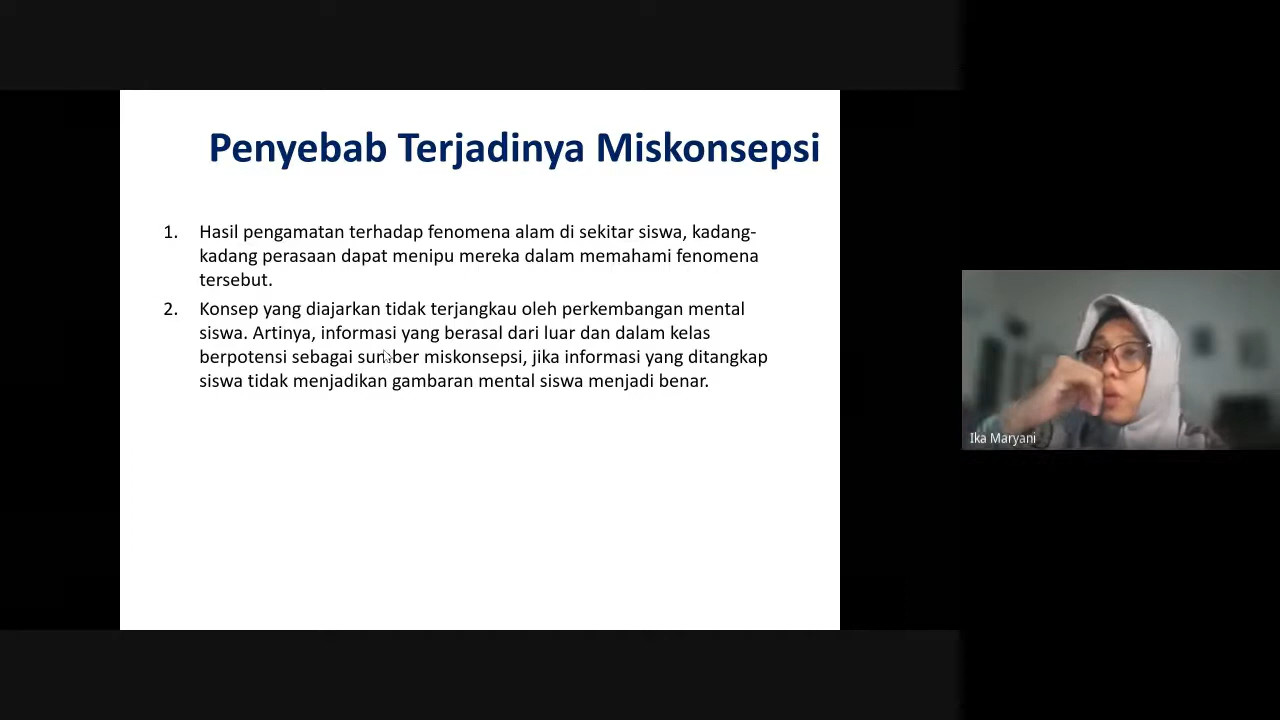 Penyebab Terjadinya Miskonsepsi
1. Hasil pengamatan terhadap fenomena alam di sekitar siswa, kadang-
kadang perasaan dapat menipu mereka dalam memahami fenomena
tersebut.
2. Konsep yang diajarkan tidak terjangkau oleh perkembangan mental
siswa. Artinya, informasi yang berasal dari luar dan dalam kelas
berpotensi sebagai sumber miskonsepsi, jika informasi yang ditangkap
siswa tidak menjadikan gambaran mental siswa menjadi benar.
Ika Maryani